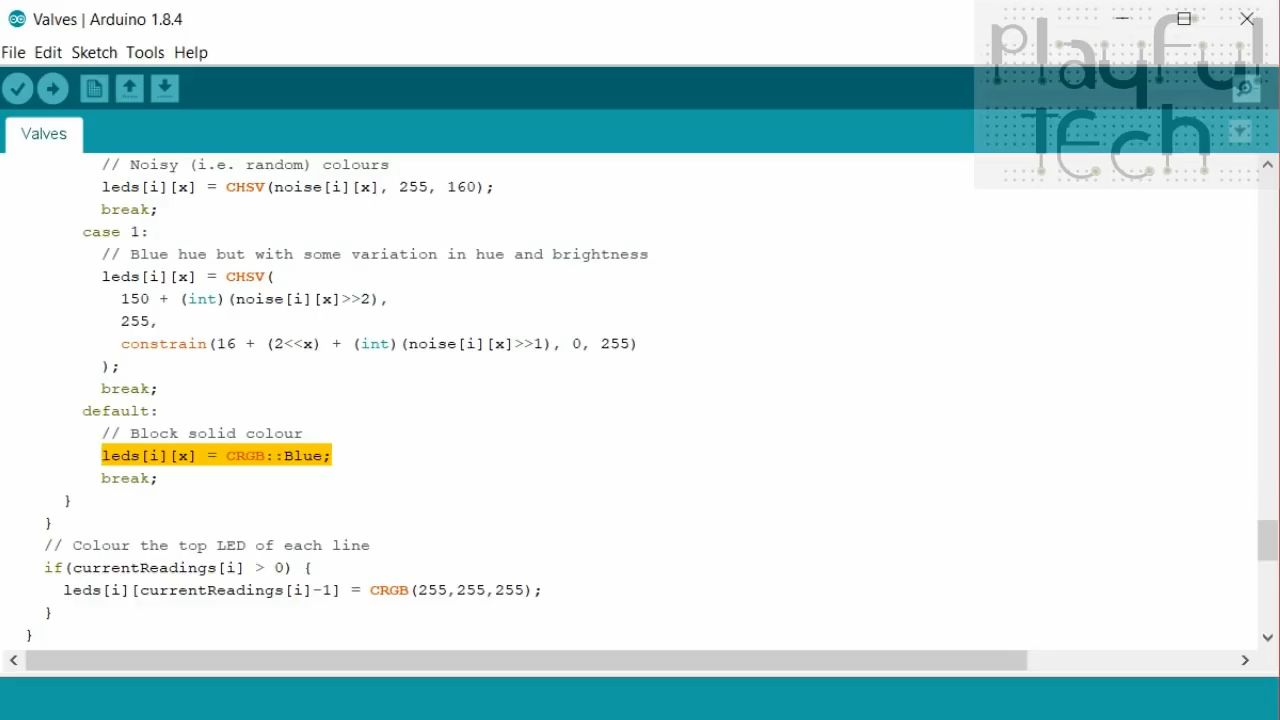 Valves | Arduino 1.8.4
playful
tech
File Edit Sketch Tools Help
Valves
// Noisy (i.e. random) colours
leds[i][x] = CHSV(noise[i][x], 255, 160);
break;
case 1:
// Blue hue but with some variation in hue and brightness
leds[i][x] = CHSV(
150 + (int)(noise[i][x]>>2),
255,
constrain(16 + (2<<x) + (int)(noise[i][x]>>1), 0, 255)
);
break;
default:
// Block solid colour
leds[i][x] = CRGB::Blue;
break;
}
}
// Colour the top LED of each line
if(currentReadings[i] > 0) {
leds[i][currentReadings[i]-1] = CRGB(255,255,255);
}
}